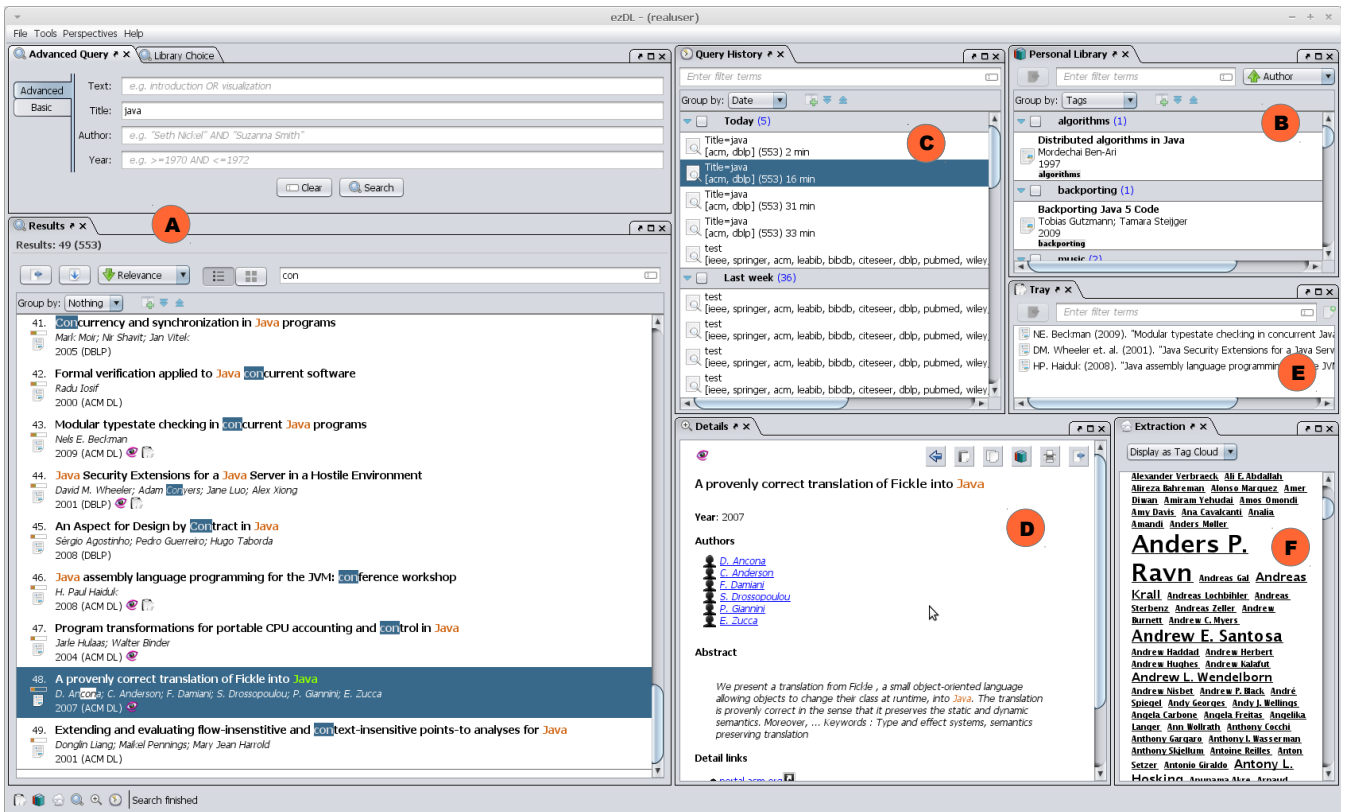 ezDL - (realuser)
File Tools Perspectives Help
Advanced Query
Library Choice
Advanced
Basic
Text: e.g. introduction OR visualization
Title: java
Author: e.g. "Seth Nickel" AND "Suzanna Smith"
Year: e.g. >=1970 AND <=1972
Clear
Search
A
Results
Results: 49 (553)
Relevance
con
Group by: Nothing
41. Concurrency and synchronization in Java programs
Mark Moir; Nir Shavit; Jan Vitek
2005 (DBLP)
42. Formal verification applied to Java concurrent software
Radu Iosif
2000 (ACM DL)
43. Modular typestate checking in concurrent Java programs
Nels E. Beckman
2009 (ACM DL)
44. Java Security Extensions for a Java Server in a Hostile Environment
David M. Wheeler; Adam Conyers; Jane Luo; Alex Xiong
2001 (DBLP)
45. An Aspect for Design by Contract in Java
Sérgio Agostinho; Pedro Guerreiro; Hugo Taborda
2008 (DBLP)
46. Java assembly language programming for the JVM: conference workshop
H. Paul Haiduk
2008 (ACM DL)
47. Program transformations for portable CPU accounting and control in Java
Jarle Hulaas; Walter Binder
2004 (ACM DL)
48. A provenly correct translation of Fickle into Java
D. Ancona; C. Anderson; F. Damiani; S. Drossopoulou; P. Giannini; E. Zucca
2007 (ACM DL)
49. Extending and evaluating flow-insenstitive and context-insensitive points-to analyses for Java
Donglin Liang; Maikel Pennings; Mary Jean Harrold
2001 (ACM DL)
Search finished
Query History
Enter filter terms
Group by: Date
Today (5)
C
Title=java
[acm, dblp] (553) 2 min
Title=java
[acm, dblp] (553) 16 min
Title=java
[acm, dblp] (553) 31 min
Title=java
[acm, dblp] (553) 33 min
test
[ieee, springer, acm, leabib, bibdb, citeseer, dblp, pubmed, wiley,
Last week (36)
test
[ieee, springer, acm, leabib, bibdb, citeseer, dblp, pubmed, wiley,
test
[ieee, springer, acm, leabib, bibdb, citeseer, dblp, pubmed, wiley,
test
[ieee, springer, acm, leabib, bibdb, citeseer, dblp, pubmed, wiley,
test
[ieee, springer, acm, leabib, bibdb, citeseer, dblp, pubmed, wiley,
Personal Library
Enter filter terms
Author
Group by: Tags
B
algorithms (1)
Distributed algorithms in Java
Mordechai Ben-Ari
1997
algorithms
backporting (1)
Backporting Java 5 Code
Tobias Gutzmann; Tamara Steijger
2009
backporting
music (2)
Tray
Enter filter terms
NE. Beckman (2009). "Modular typestate checking in concurrent Java
DM. Wheeler et. al. (2001). "Java Security Extensions for a Java Serv
HP. Haiduk (2008). "Java assembly language programming JVM
E
Details
A provenly correct translation of Fickle into Java
Year: 2007
D
Authors
D. Ancona
C. Anderson
F. Damiani
S. Drossopoulou
P. Giannini
E. Zucca
Abstract
We present a translation from Fickle , a small object-oriented language
allowing objects to change their class at runtime, into Java. The translation
is provenly correct in the sense that it preserves the static and dynamic
semantics. Moreover, ... Keywords : Type and effect systems, semantics
preserving translation
Detail links
portal.acm.org
Extraction
Display as Tag Cloud
Alexander Verbraeck Ali E. Abdallah
Alireza Bahreman Alonso Marquez Amer
Diwan Amiram Yehudai Amos Omondi
Amy Davis Ana Cavalcanti Analia
Amandi Anders Møller
Anders P.
F
Ravn Andreas Gal Andreas
Krall Andreas Lochbihler Andreas
Sterbenz Andreas Zeller Andrew
Burnett Andrew C. Myers
Andrew E. Santosa
Andrew Haddad Andrew Herbert
Andrew Hughes Andrew Kalafut
Andrew L. Wendelborn
Andrew Nisbet Andrew P. Black André
Spiegel Andy Georges Andy J. Wellings
Angela Carbone Angela Freitas Angelika
Langer Ann Wollrath Anthony Cocchi
Anthony Gargaro Anthony I. Wasserman
Anthony Skjellum Antoine Reilles Anton
Setzer Antonio Giraldo Antony L.
Hosking Anupama Akre Arnaud